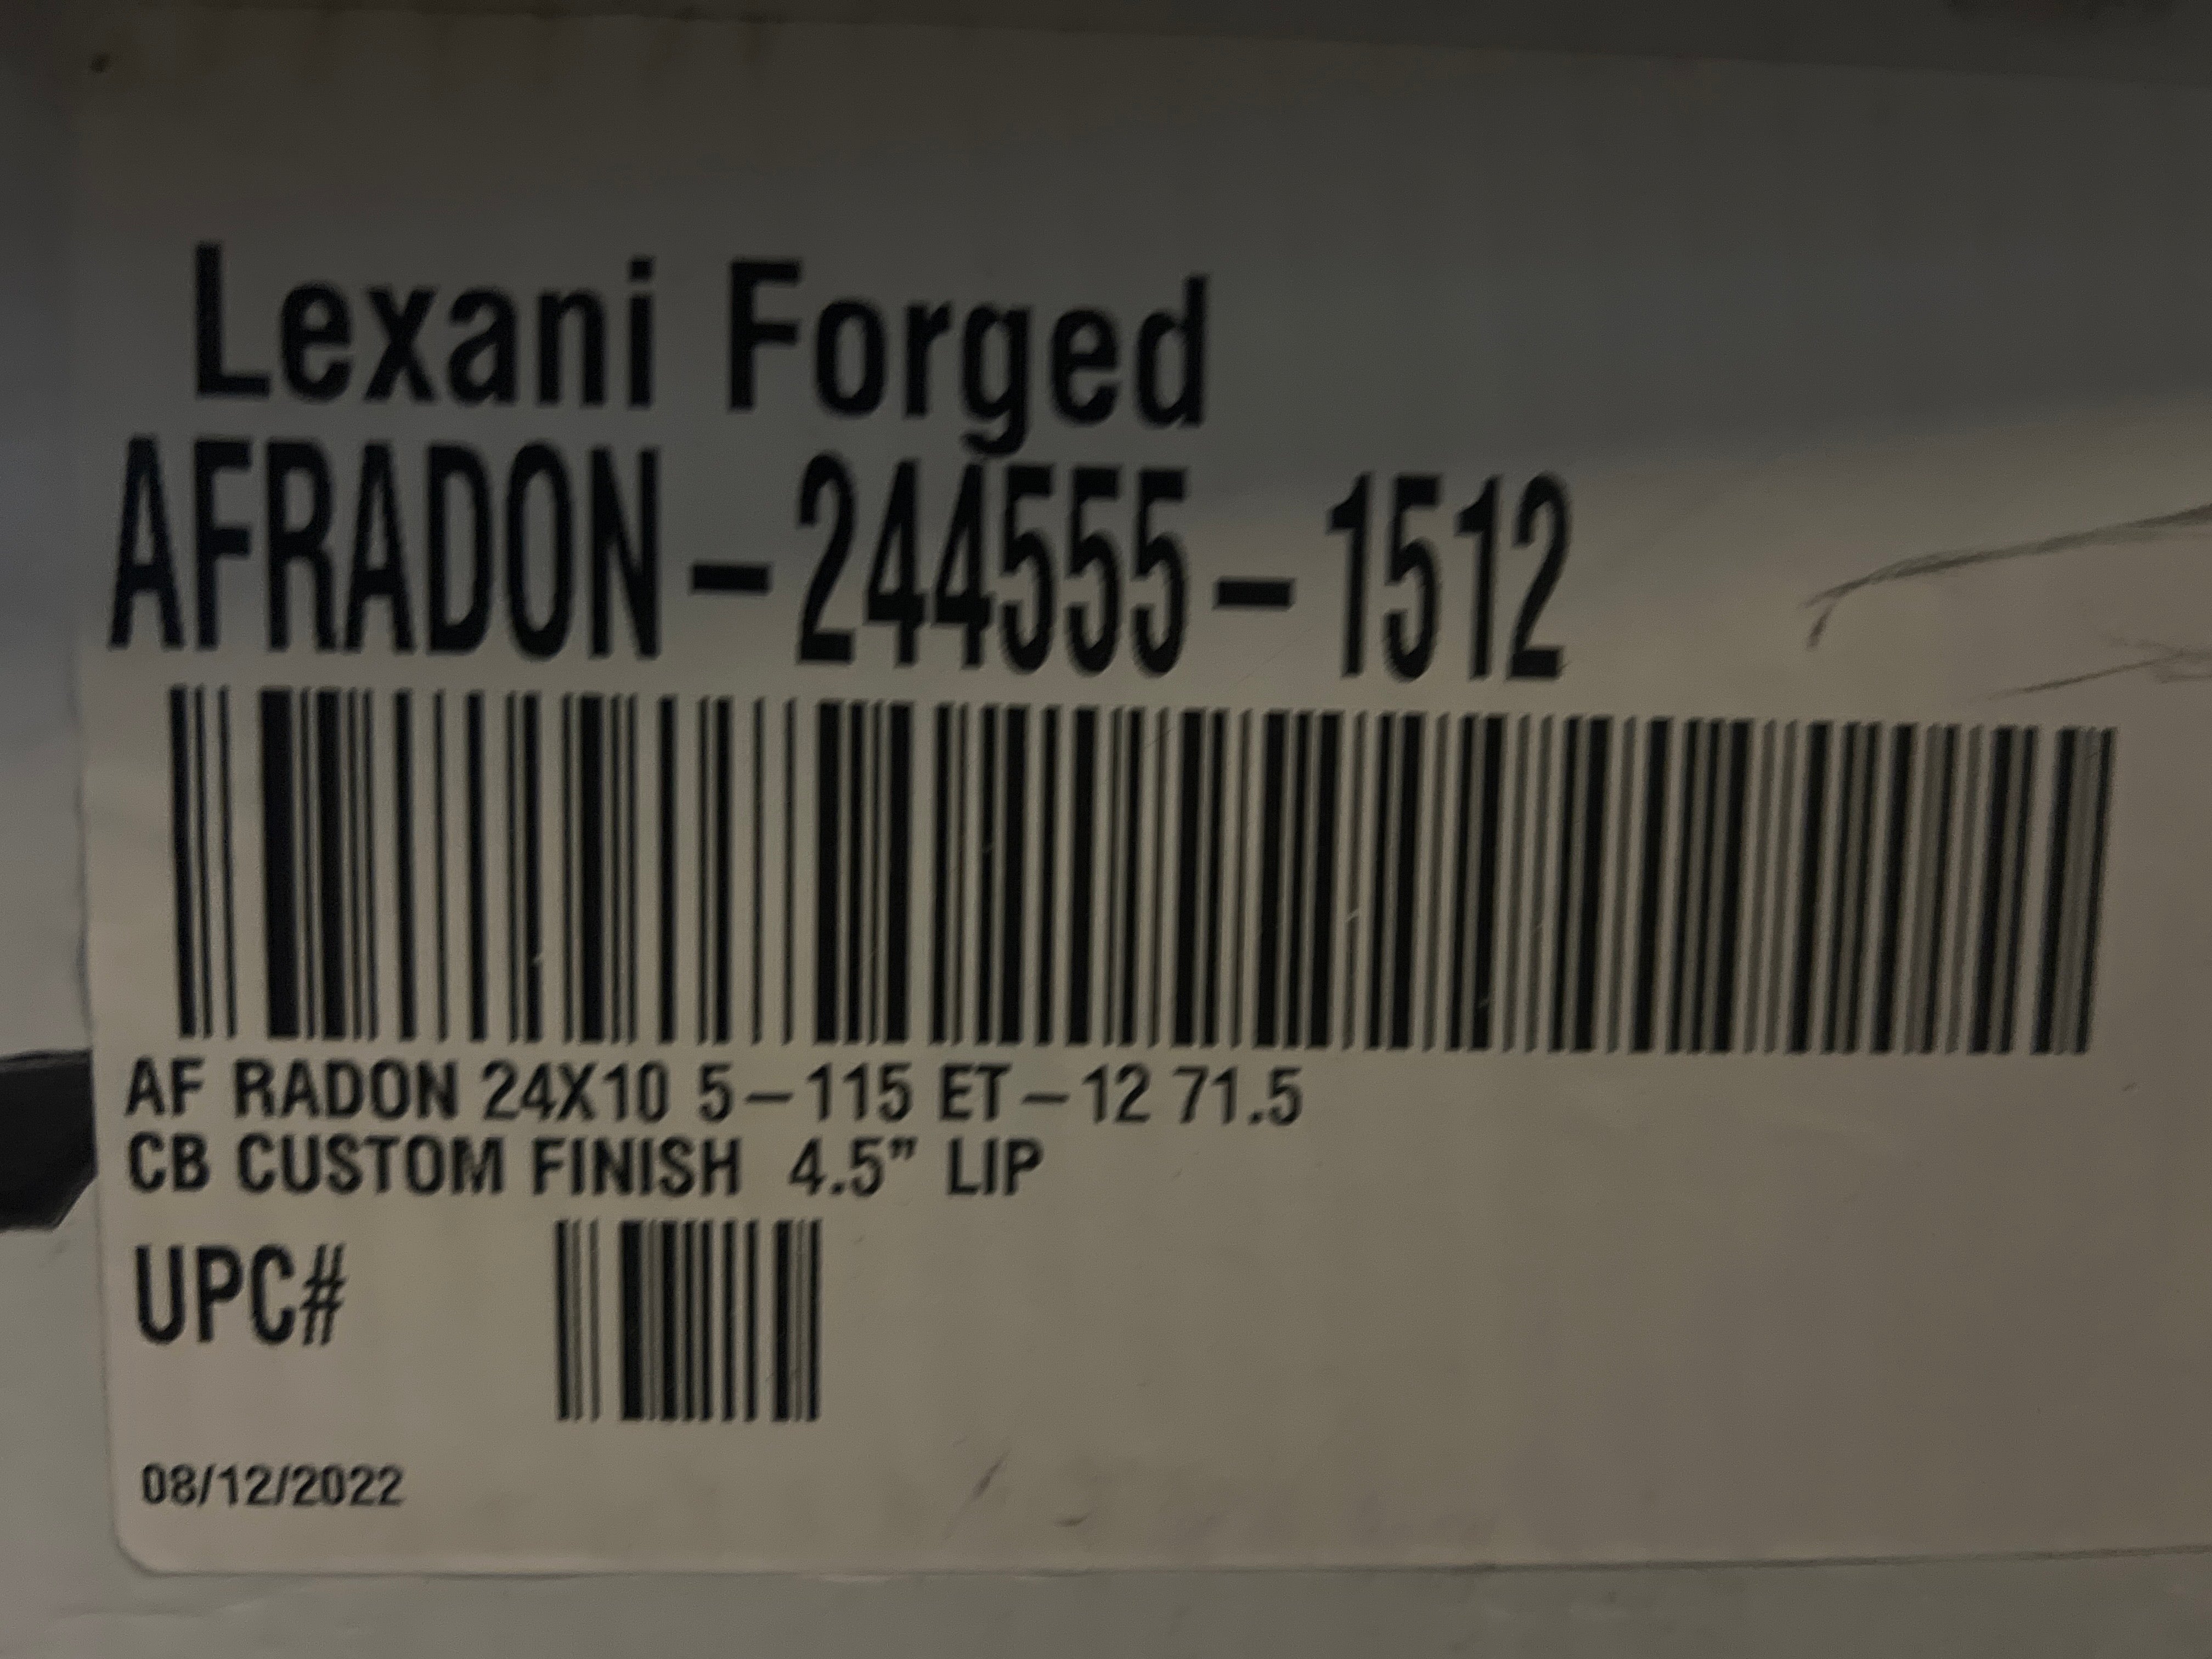 Lexani Forged
AFRADON-244555-1512
AF RADON 24X10 5-115 ET-12 71.5
CB CUSTOM FINISH 4.5" LIP
UPC#
08/12/2022